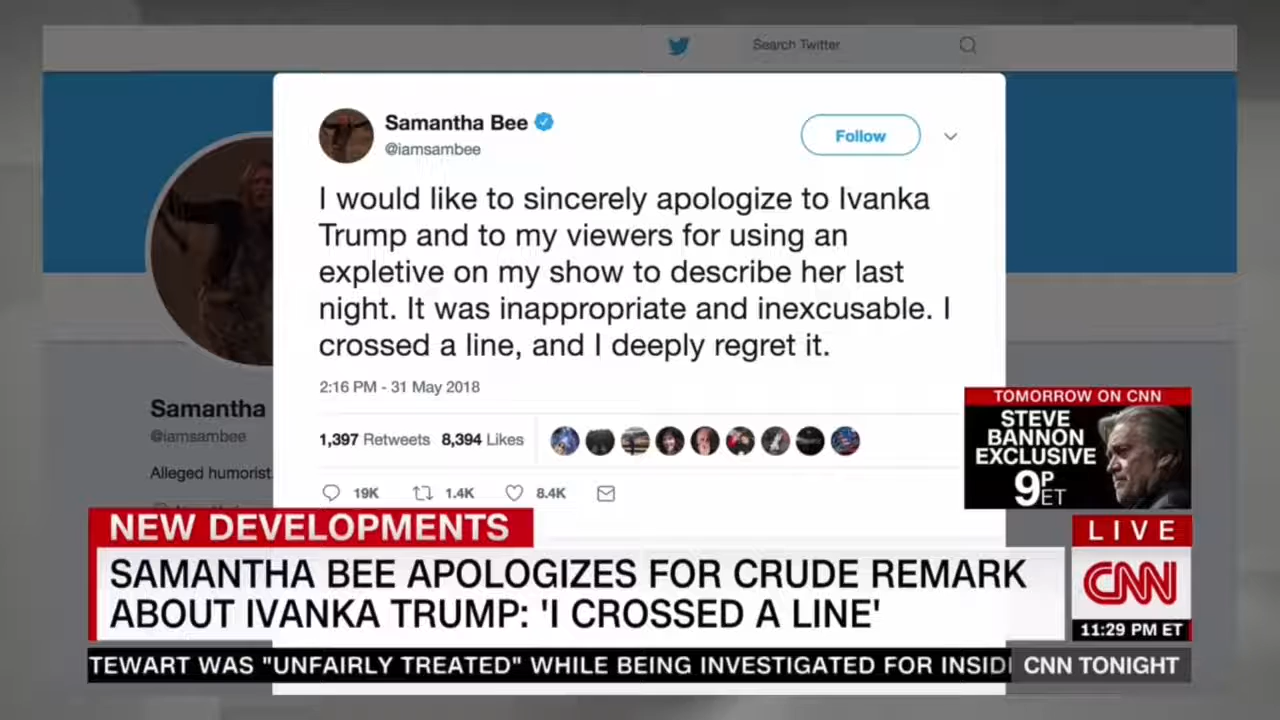 Search Twitter
Samantha Bee
@iamsambee
Follow
I would like to sincerely apologize to Ivanka
Trump and to my viewers for using an
expletive on my show to describe her last
night. It was inappropriate and inexcusable. I
crossed a line, and I deeply regret it.
2:16 PM - 31 May 2018
1,397 Retweets 8,394 Likes
19K 1.4K 8.4K
Samantha
@iamsambee
Alleged humorist
TOMORROW ON CNN
STEVE
BANNON
EXCLUSIVE
9P
ET
NEW DEVELOPMENTS
SAMANTHA BEE APOLOGIZES FOR CRUDE REMARK
ABOUT IVANKA TRUMP: 'I CROSSED A LINE'
LIVE
CNN
11:29 PM ET
TEWART WAS "UNFAIRLY TREATED" WHILE BEING INVESTIGATED FOR INSID
CNN TONIGHT